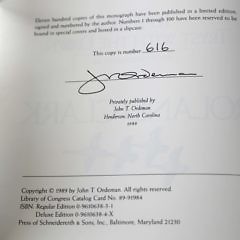 Eleven hundred copies of this monograph have been published in a limited edition,
signed and numbered by the author. Numbers 1 through 100 have been reserved to be
bound in special covers and boxed in a slipcase.
This copy is number 616
Privately published by
John T. Ordeman
Henderson, North Carolina
1989
Copyright © 1989 by John T. Ordeman. All rights reserved.
Library of Congress Catalog Card No. 89-91984
ISBN: Regular Edition 0-9610638-3-1
Deluxe Edition 0-9610638-4-X
Press of Schneidereith & Sons, Inc., Baltimore, Maryland 21230